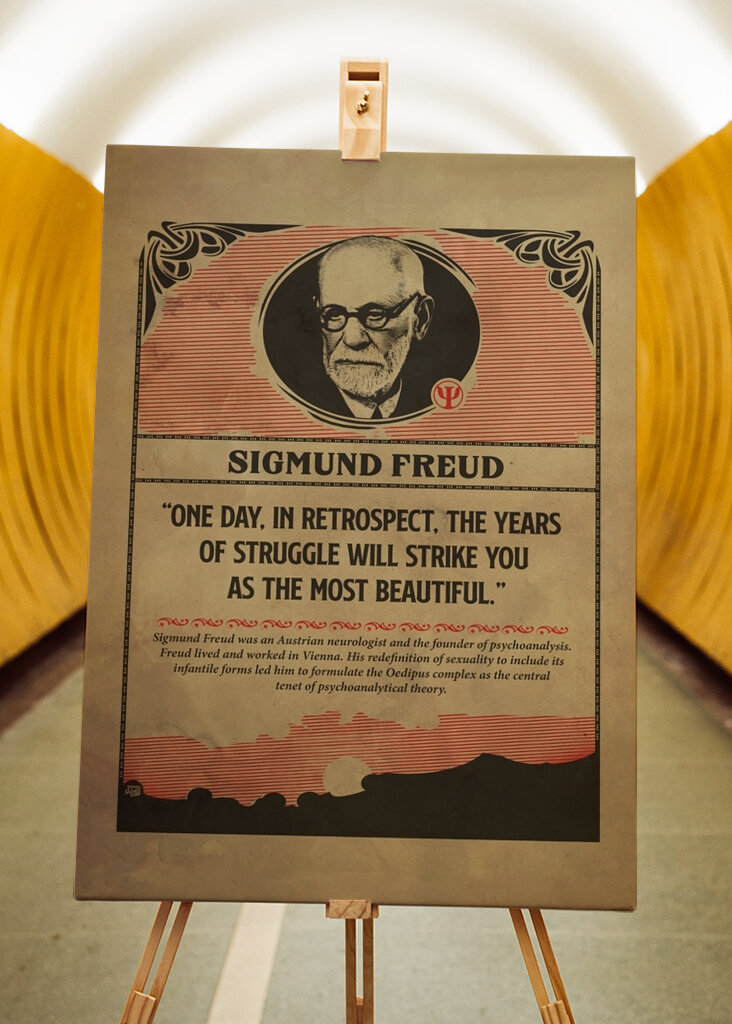 Ψ
SIGMUND FREUD
“ONE DAY, IN RETROSPECT, THE YEARS
OF STRUGGLE WILL STRIKE YOU
AS THE MOST BEAUTIFUL.”
Sigmund Freud was an Austrian neurologist and the founder of psychoanalysis.
Freud lived and worked in Vienna. His redefinition of sexuality to include its
infantile forms led him to formulate the Oedipus complex as the central
tenet of psychoanalytical theory.